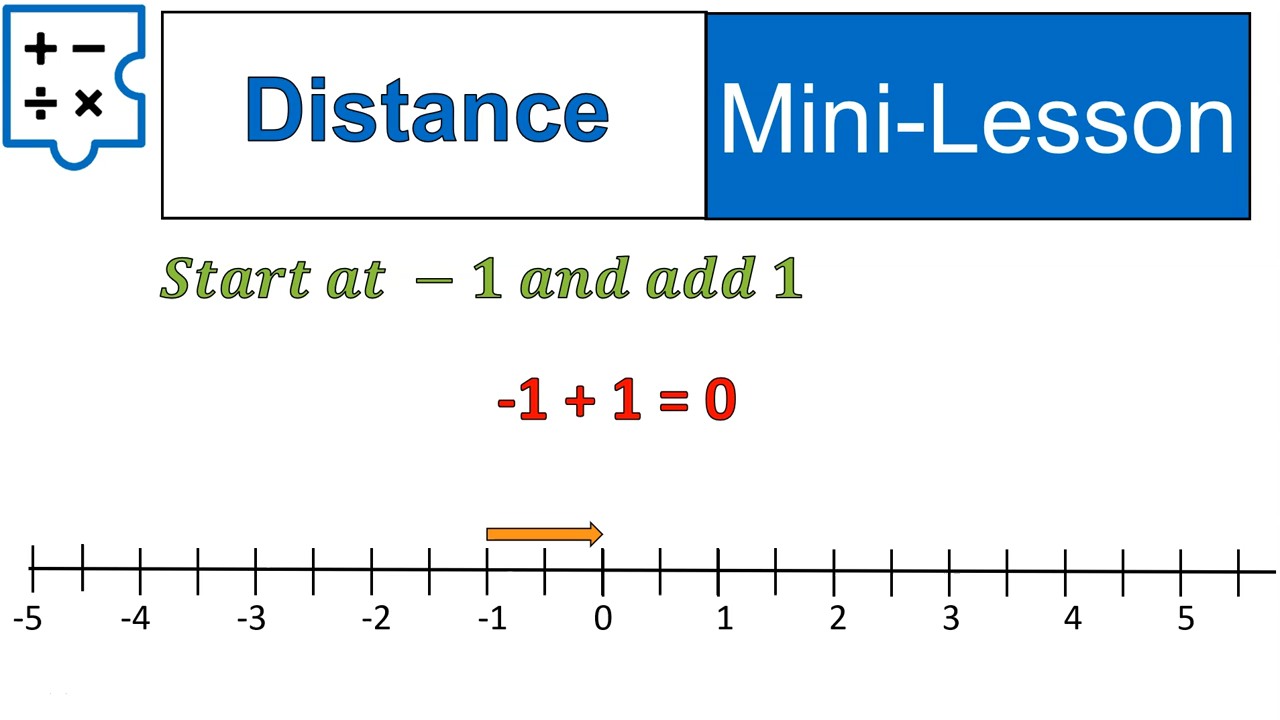 + −
÷ ×
Distance
Mini-Lesson
Start at − 1 and add 1
-1 + 1 = 0
-5 -4 -3 -2 -1 0 1 2 3 4 5